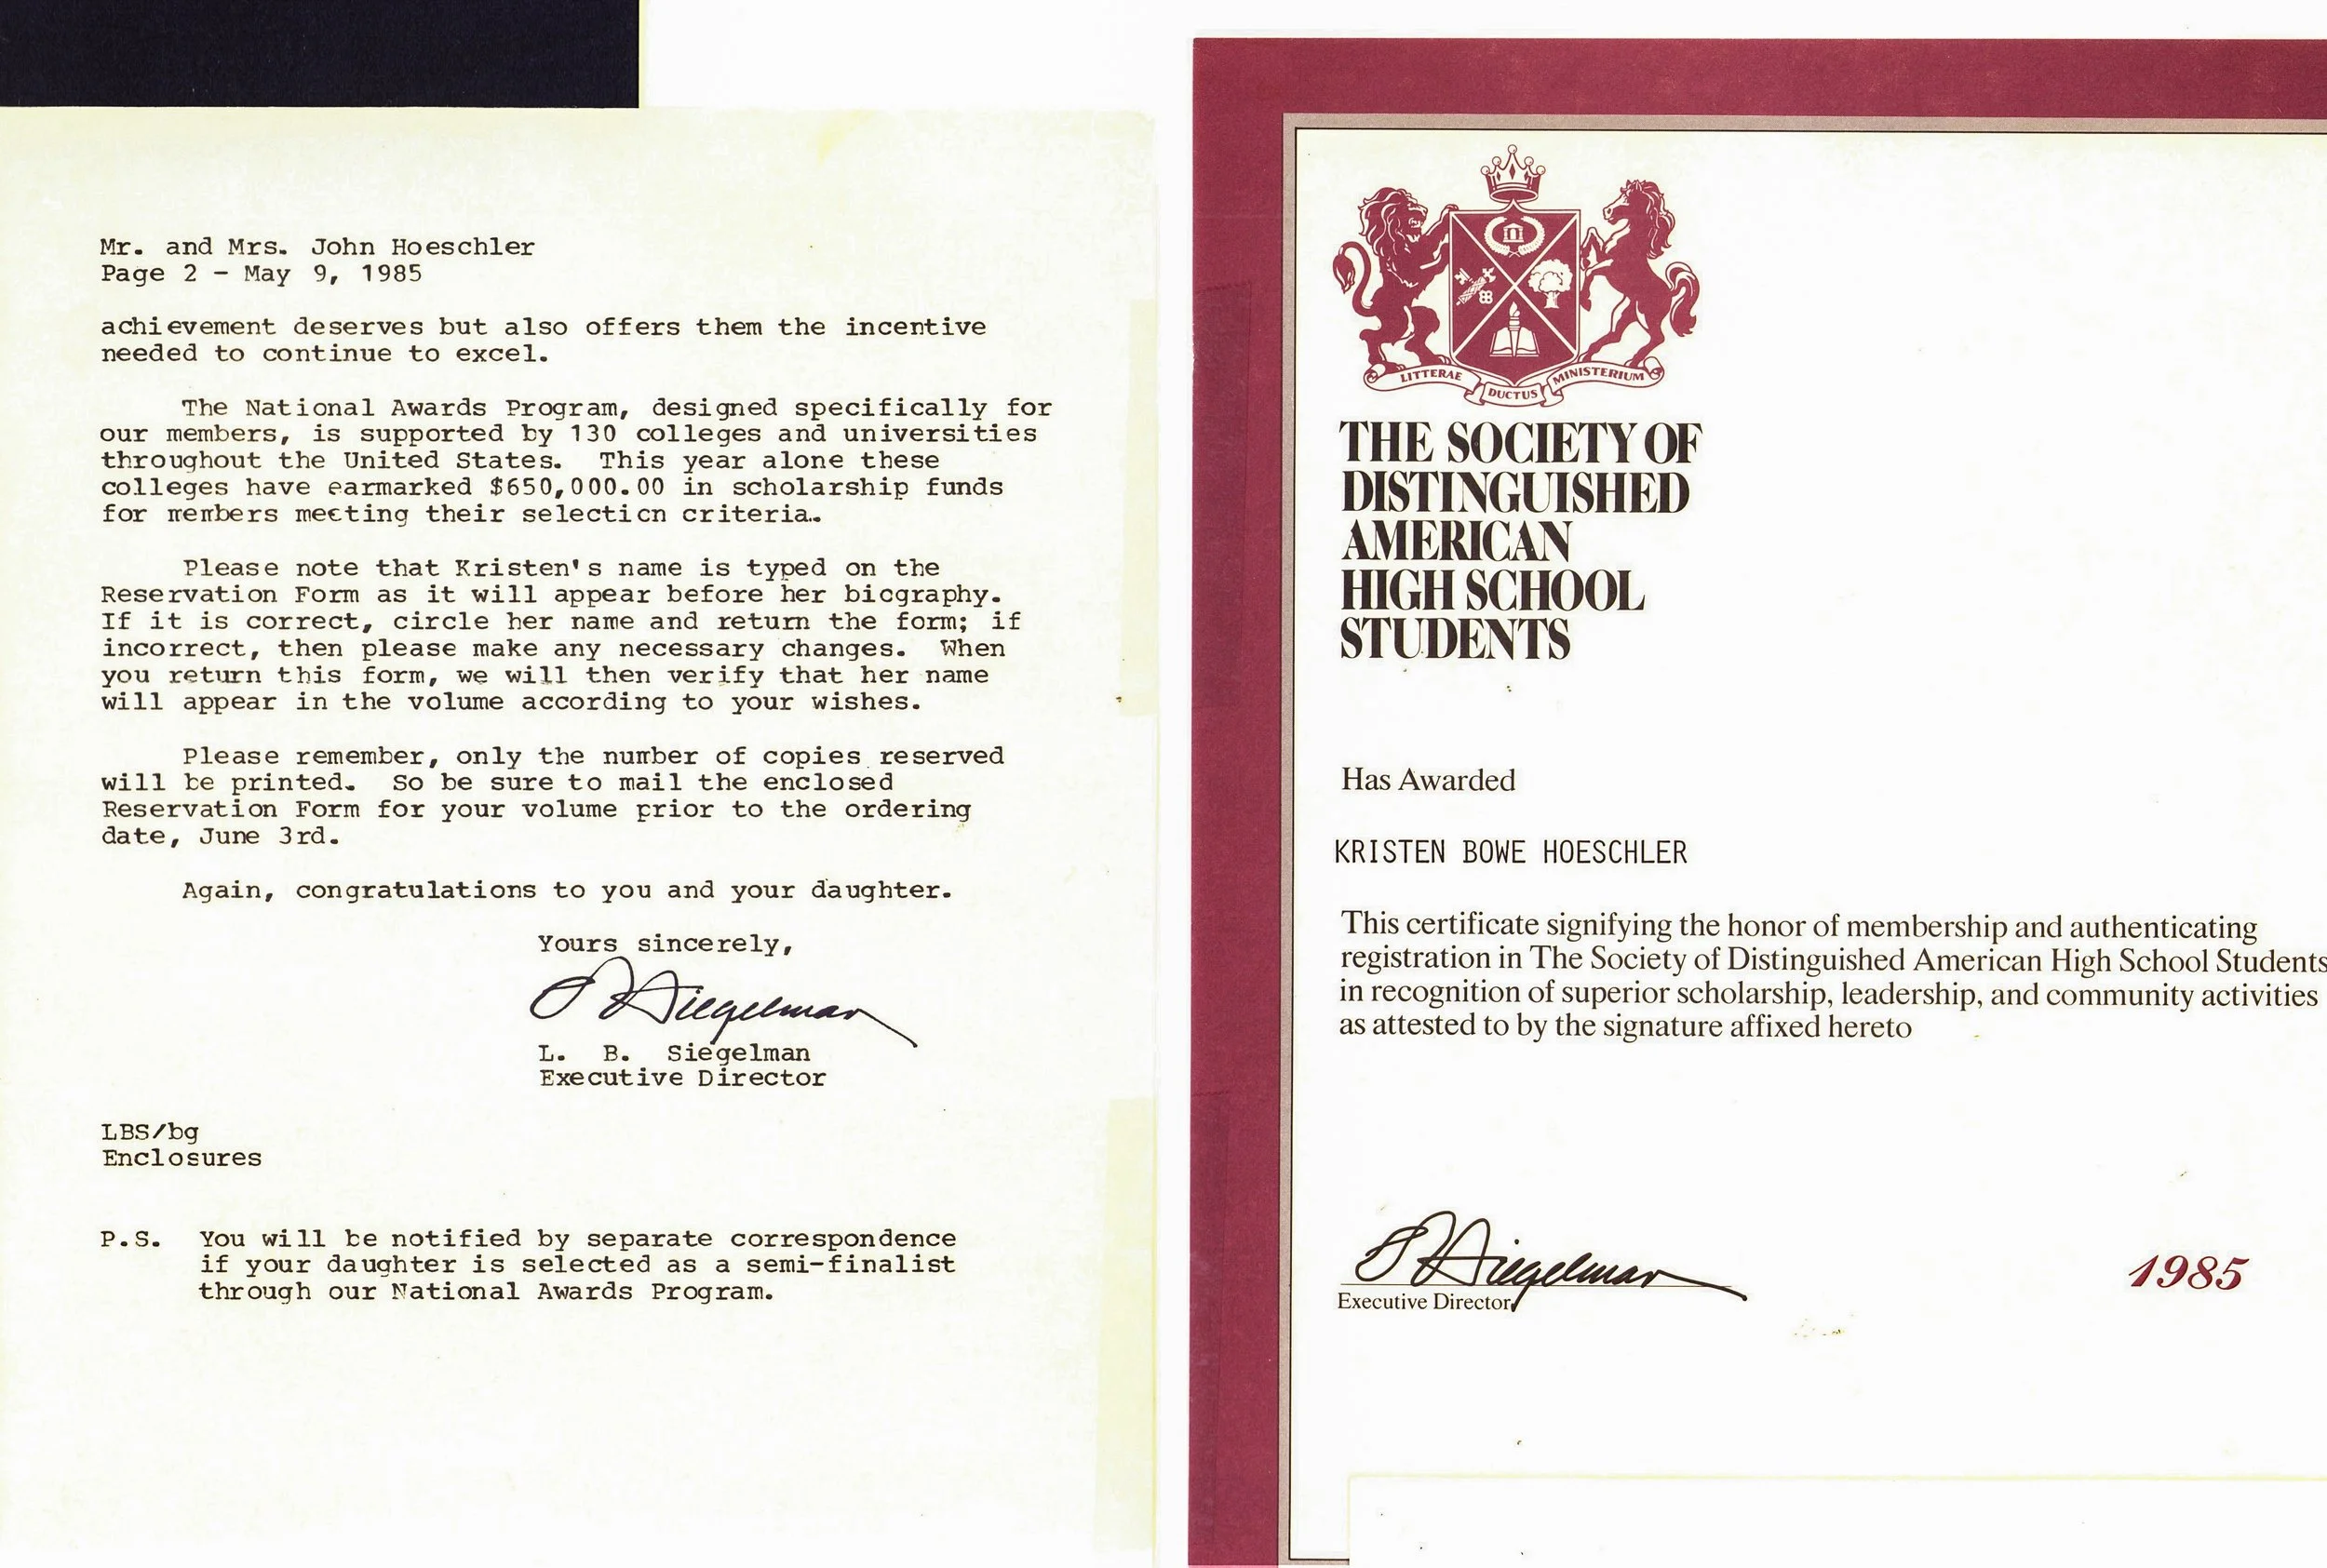 Mr. and Mrs. John Hoeschler
Page 2 - May 9, 1985
achievement deserves but also offers them the incentive
needed to continue to excel.
The National Awards Program, designed specifically for
our members, is supported by 130 colleges and universities
throughout the United States. This year alone these
colleges have earmarked $650,000.00 in scholarship funds
for members meeting their selection criteria.
Please note that Kristen's name is typed on the
Reservation Form as it will appear before her biography.
If it is correct, circle her name and return the form; if
incorrect, then please make any necessary changes. When
you return this form, we will then verify that her name
will appear in the volume according to your wishes.
Please remember, only the number of copies reserved
will be printed. So be sure to mail the enclosed
Reservation Form for your volume prior to the ordering
date, June 3rd.
Again, congratulations to you and your daughter.
Yours sincerely,
L B Siegelman
L. B. Siegelman
Executive Director
LBS/bg
Enclosures
P.S. You will be notified by separate correspondence
if your daughter is selected as a semi-finalist
through our National Awards Program.
LITTERAE DUCTUS MINISTERIUM
THE SOCIETY OF
DISTINGUISHED
AMERICAN
HIGH SCHOOL
STUDENTS
Has Awarded
KRISTEN BOWE HOESCHLER
This certificate signifying the honor of membership and authenticating
registration in The Society of Distinguished American High School Students
in recognition of superior scholarship, leadership, and community activities
as attested to by the signature affixed hereto
L B Siegelman
Executive Director
1985